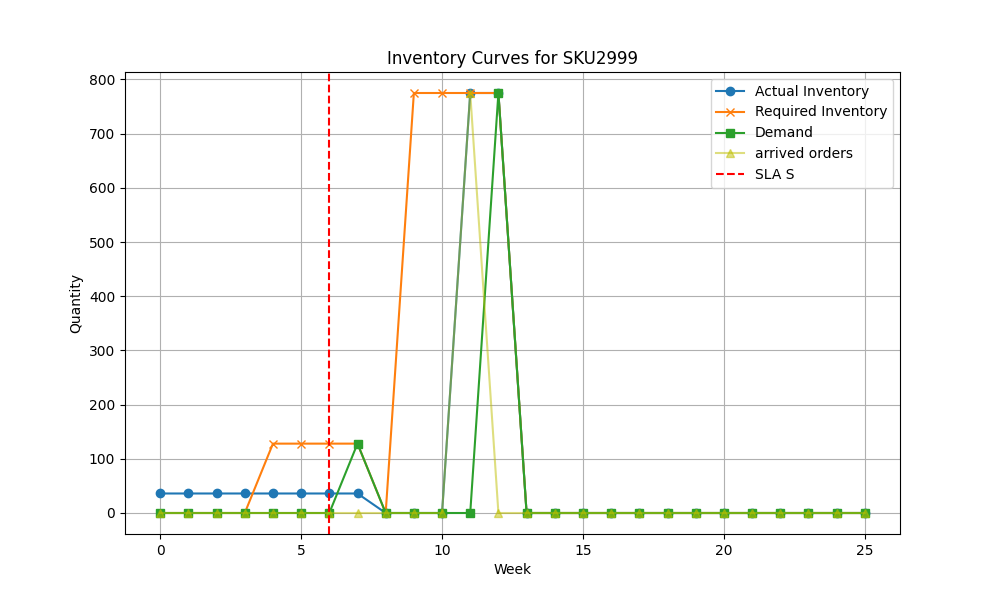 Inventory Curves for SKU2999
Actual Inventory
Required Inventory
Demand
arrived orders
SLA S
Quantity
800
700
600
500
400
300
200
100
0
0 5 10 15 20 25
Week